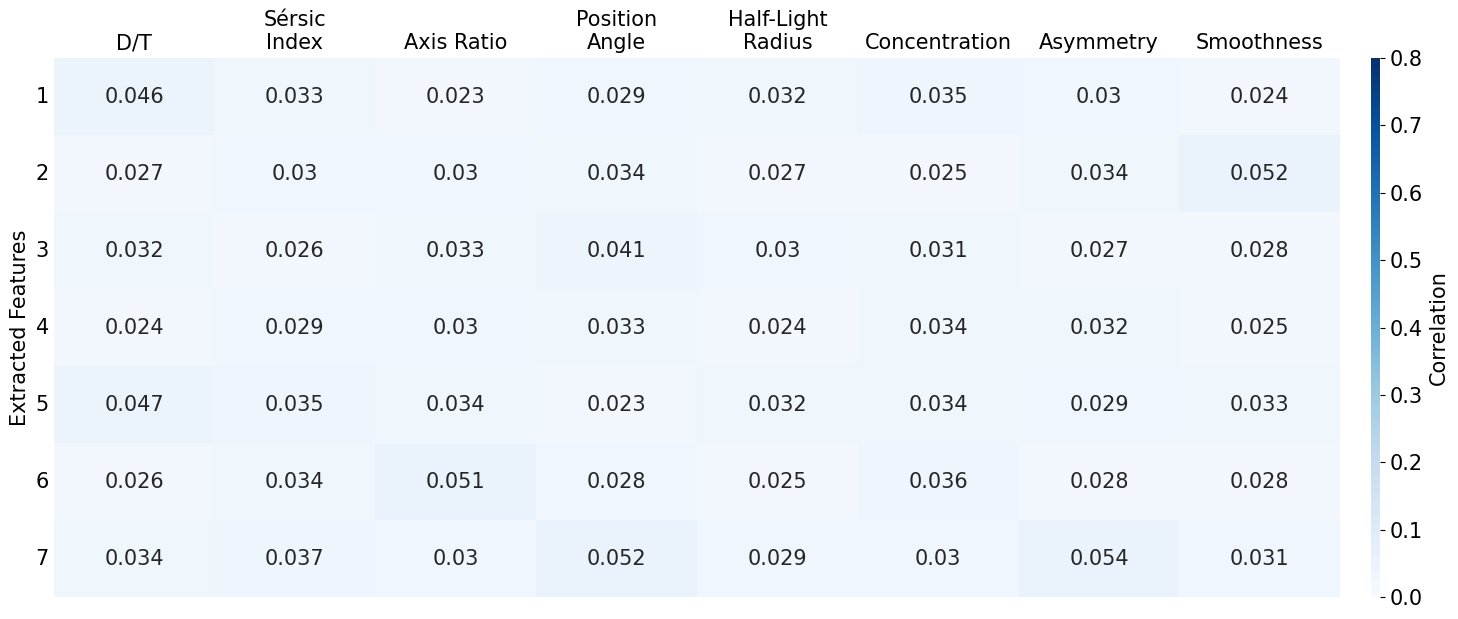 Sérsic
Index
Position
Angle
Half-Light
Radius
D/T
Axis Ratio
Concentration
Asymmetry
Smoothness
1 0.046 0.033 0.023 0.029 0.032 0.035 0.03 0.024
2 0.027 0.03 0.03 0.034 0.027 0.025 0.034 0.052
3 0.032 0.026 0.033 0.041 0.03 0.031 0.027 0.028
4 0.024 0.029 0.03 0.033 0.024 0.034 0.032 0.025
5 0.047 0.035 0.034 0.023 0.032 0.034 0.029 0.033
6 0.026 0.034 0.051 0.028 0.025 0.036 0.028 0.028
7 0.034 0.037 0.03 0.052 0.029 0.03 0.054 0.031
Extracted Features
0.8
0.7
0.6
0.5
0.4
0.3
0.2
0.1
0.0
Correlation